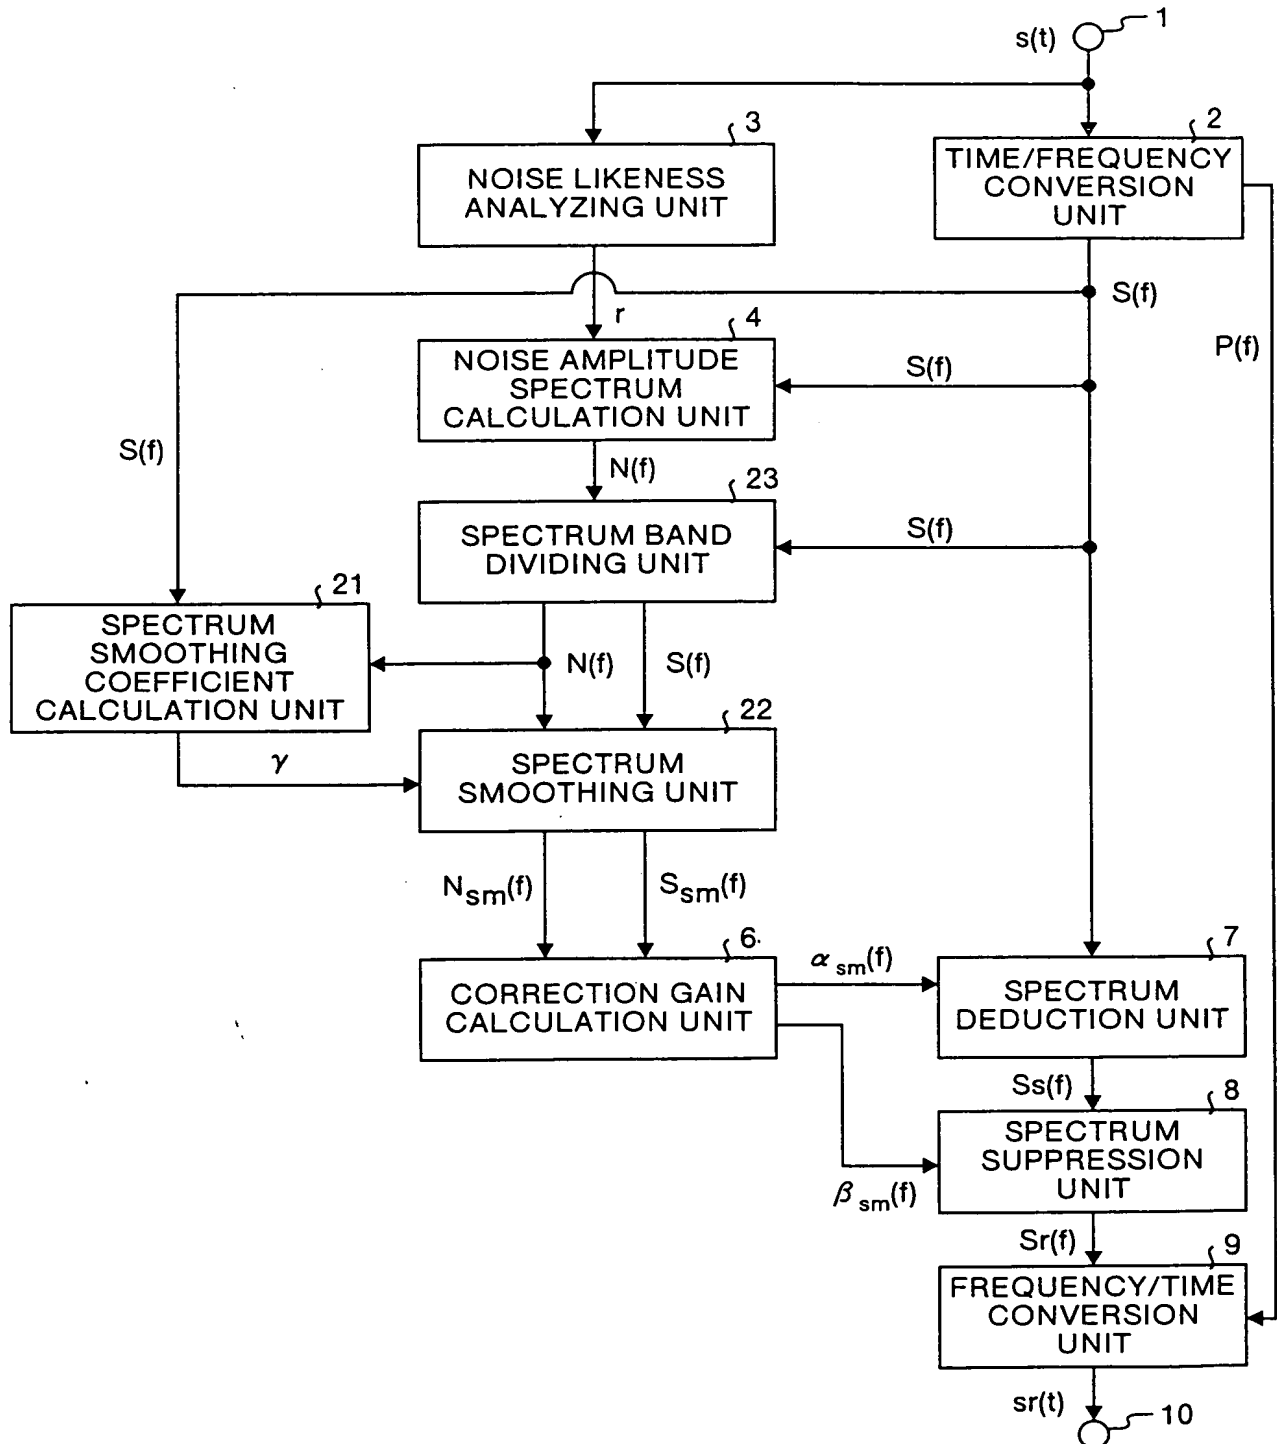 1
s(t)
3
2
NOISE LIKENESS
ANALYZING UNIT
TIME/FREQUENCY
CONVERSION
UNIT
S(f)
r
4
P(f)
NOISE AMPLITUDE
SPECTRUM
CALCULATION UNIT
S(f)
S(f)
N(f)
23
SPECTRUM BAND
DIVIDING UNIT
S(f)
21
SPECTRUM
SMOOTHING
COEFFICIENT
CALCULATION UNIT
N(f)
S(f)
22
γ
SPECTRUM
SMOOTHING UNIT
Nsm(f)
Ssm(f)
6
αsm(f)
7
CORRECTION GAIN
CALCULATION UNIT
SPECTRUM
DEDUCTION UNIT
Ss(f)
8
SPECTRUM
SUPPRESSION
UNIT
βsm(f)
Sr(f)
9
FREQUENCY/TIME
CONVERSION
UNIT
sr(t)
10